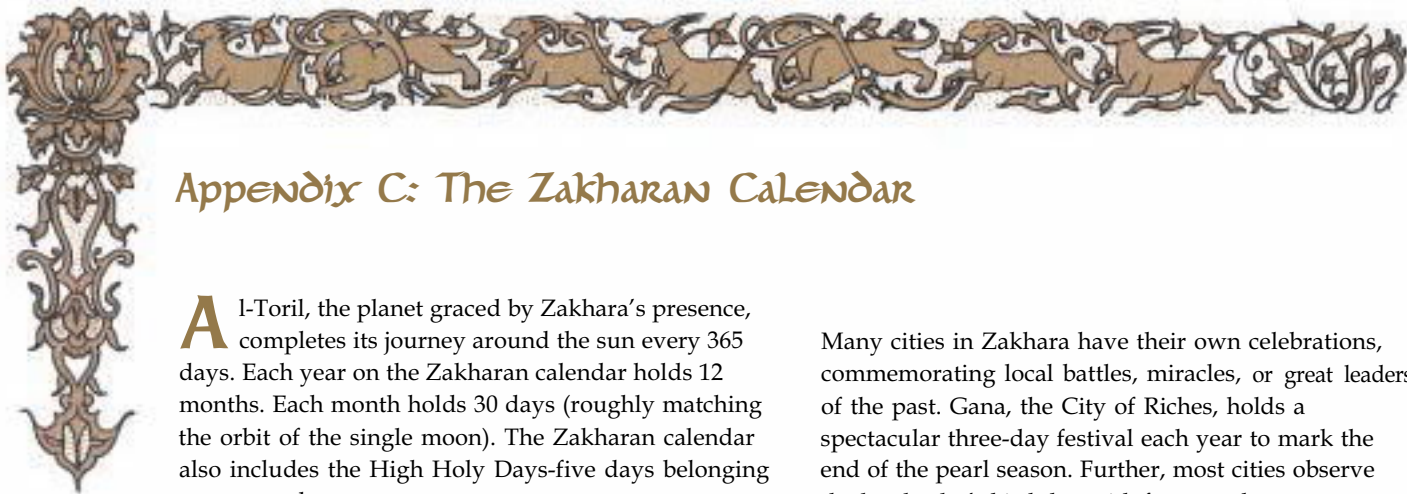 Appendix C: The Zakharan Calendar
Al-Toril, the planet graced by Zakhara's presence,
completes its journey around the sun every 365
days. Each year on the Zakharan calendar holds 12
months. Each month holds 30 days (roughly matching
the orbit of the single moon). The Zakharan calendar
also includes the High Holy Days-five days belonging
Many cities in Zakhara have their own celebrations,
commemorating local battles, miracles, or great leaders
of the past. Gana, the City of Riches, holds a
spectacular three-day festival each year to mark the
end of the pearl season. Further, most cities observe